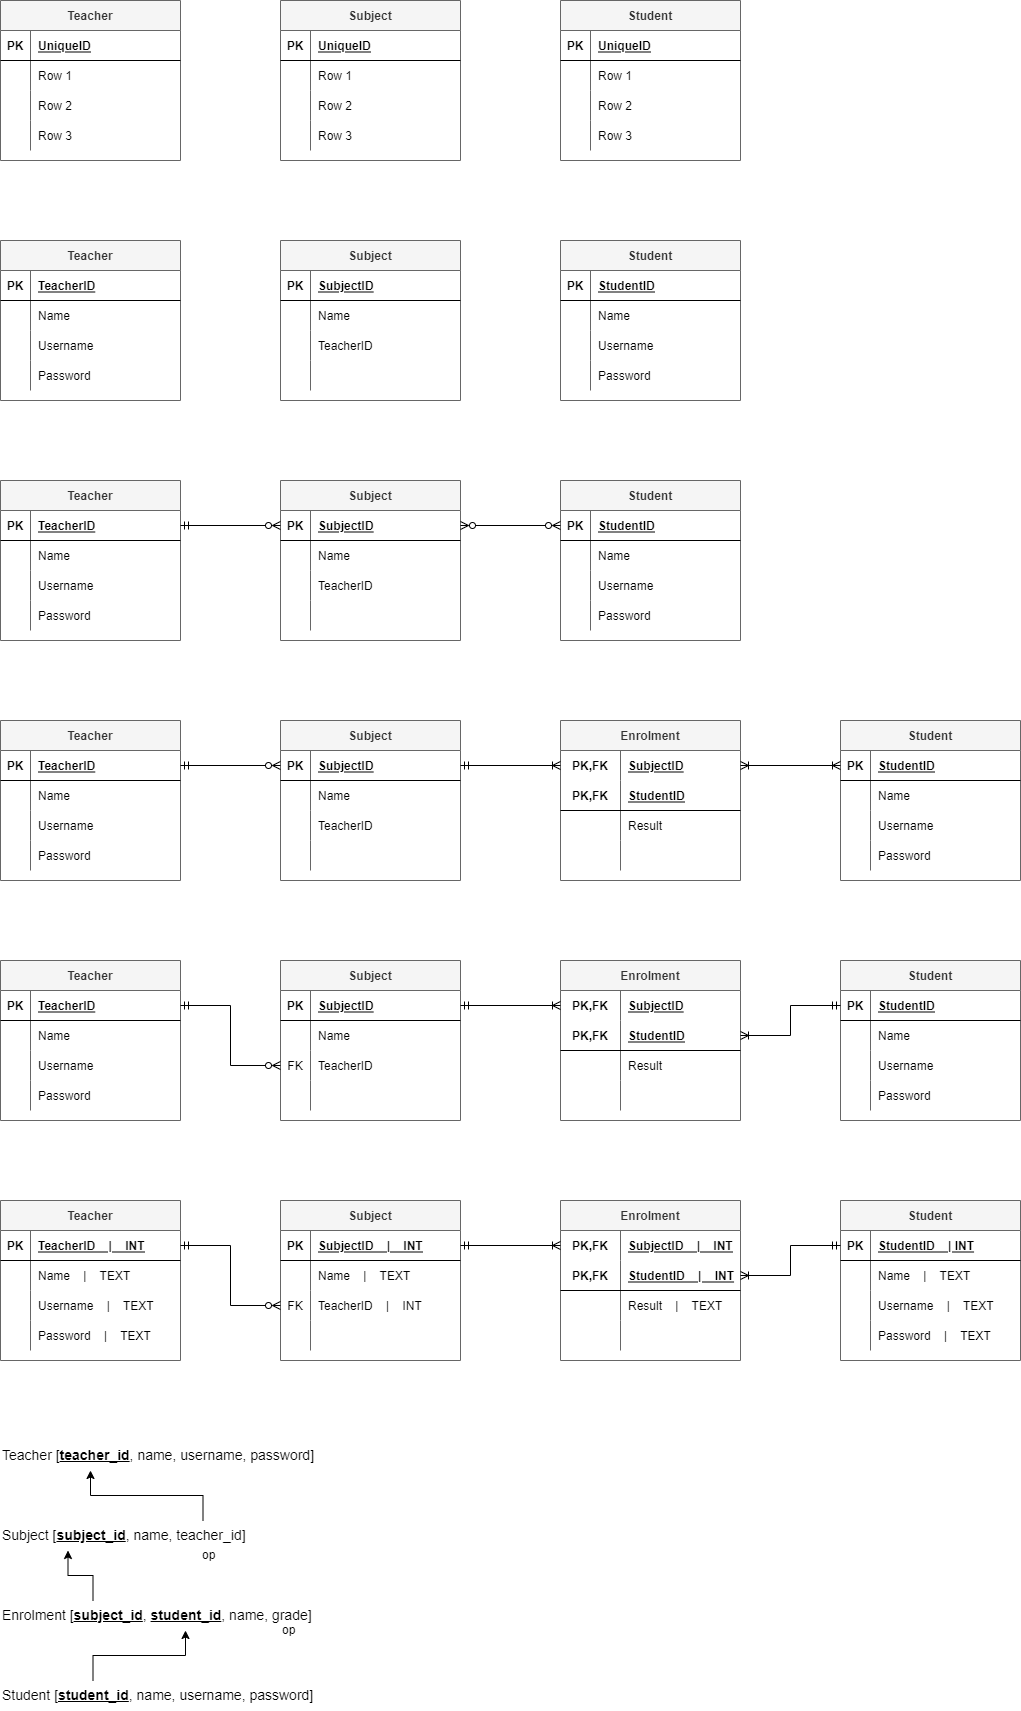 Teacher Subject Student
PK UniqueID PK UniqueID PK UniqueID
Row 1 Row 1 Row 1
Row 2 Row 2 Row 2
Row 3 Row 3 Row 3
Teacher Subject Student
PK TeacherID PK SubjectID PK StudentID
Name Name Name
Username TeacherID Username
Password Password
Teacher Subject Student
PK TeacherID PK SubjectID PK StudentID
Name Name Name
Username TeacherID Username
Password Password
Teacher Subject Enrolment Student
PK TeacherID PK SubjectID PK,FK SubjectID PK StudentID
Name Name PK,FK StudentID Name
Username TeacherID Result Username
Password Password
Teacher Subject Enrolment Student
PK TeacherID PK SubjectID PK,FK SubjectID PK StudentID
Name Name PK,FK StudentID Name
Username FK TeacherID Result Username
Password Password
Teacher Subject Enrolment Student
PK TeacherID | INT PK SubjectID | INT PK,FK SubjectID | INT PK StudentID | INT
Name | TEXT Name | TEXT PK,FK StudentID | INT Name | TEXT
Username | TEXT FK TeacherID | INT Result | TEXT Username | TEXT
Password | TEXT Password | TEXT
Teacher [teacher_id, name, username, password]
Subject [subject_id, name, teacher_id]
op
Enrolment [subject_id, student_id, name, grade]
op
Student [student_id, name, username, password]